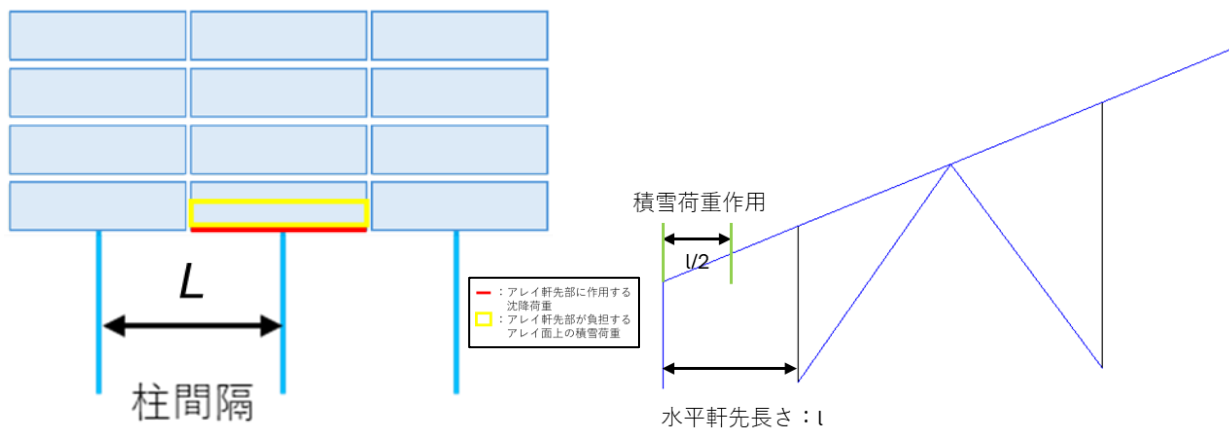 L
柱間隔
：アレイ軒先部に作用する
沈降荷重
：アレイ軒先部が負担する
アレイ面上の積雪荷重
積雪荷重作用
l/2
水平軒先長さ：l